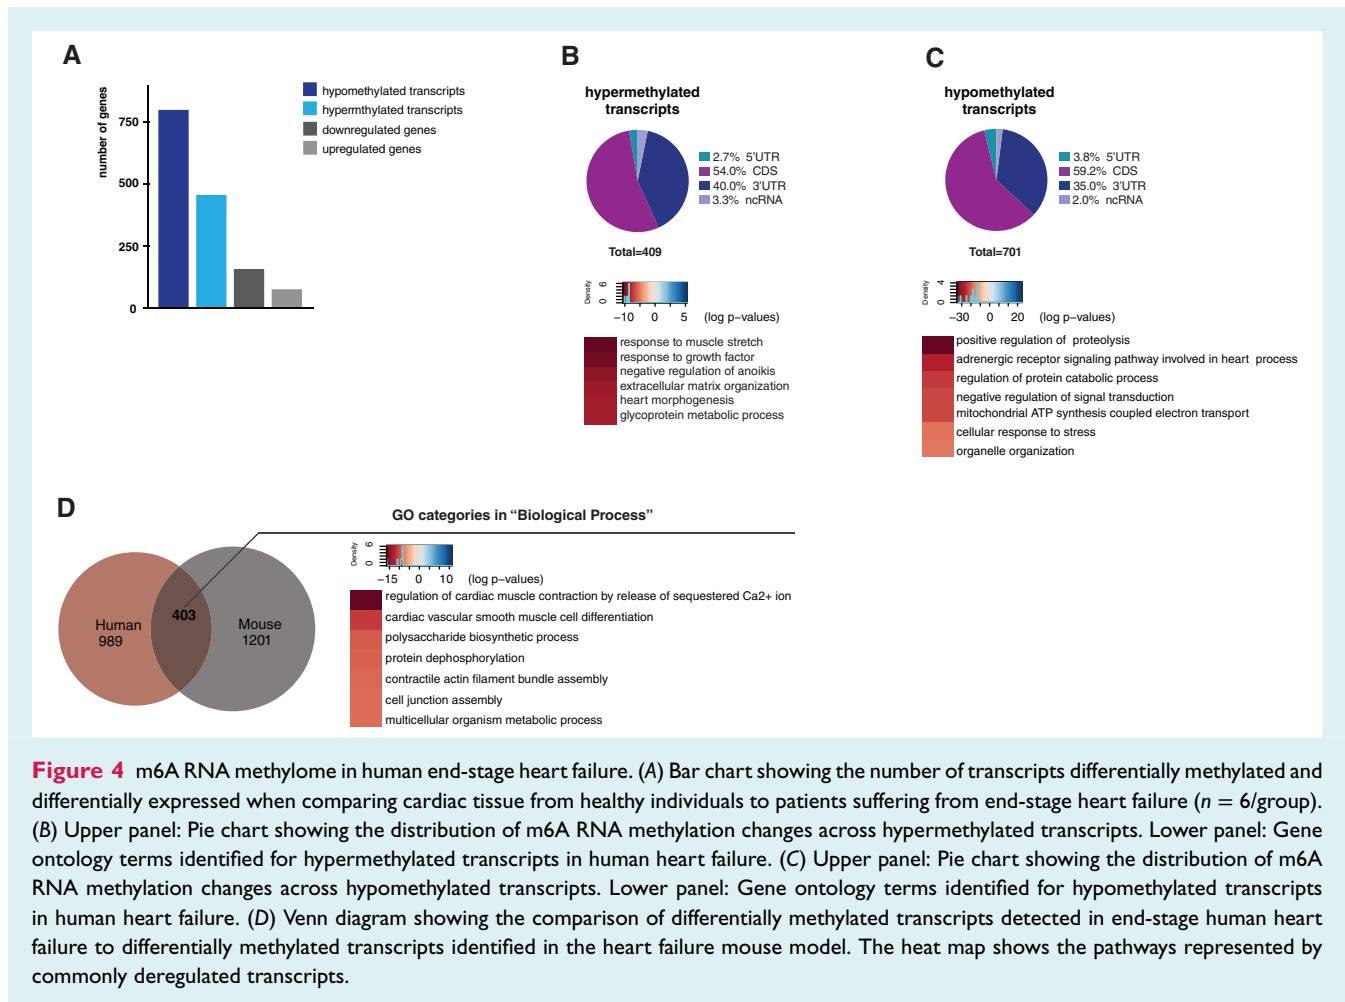 A
number of genes
750
500
250
0
hypomethylated transcripts
hypermthylated transcripts
downregulated genes
upregulated genes
B
hypermethylated
transcripts
2.7% 5'UTR
54.0% CDS
40.0% 3'UTR
3.3% ncRNA
Total=409
Density
0 6
−10 0 5 (log p−values)
response to muscle stretch
response to growth factor
negative regulation of anoikis
extracellular matrix organization
heart morphogenesis
glycoprotein metabolic process
C
hypomethylated
transcripts
3.8% 5'UTR
59.2% CDS
35.0% 3'UTR
2.0% ncRNA
Total=701
Density
0 4
−30 0 20 (log p−values)
positive regulation of proteolysis
adrenergic receptor signaling pathway involved in heart process
regulation of protein catabolic process
negative regulation of signal transduction
mitochondrial ATP synthesis coupled electron transport
cellular response to stress
organelle organization
D
GO categories in “Biological Process”
Human
989
403
Mouse
1201
Density
0 6
−15 0 10 (log p−values)
regulation of cardiac muscle contraction by release of sequestered Ca2+ ion
cardiac vascular smooth muscle cell differentiation
polysaccharide biosynthetic process
protein dephosphorylation
contractile actin filament bundle assembly
cell junction assembly
multicellular organism metabolic process
Figure 4 m6A RNA methylome in human end-stage heart failure. (A) Bar chart showing the number of transcripts differentially methylated and
differentially expressed when comparing cardiac tissue from healthy individuals to patients suffering from end-stage heart failure (n = 6/group).
(B) Upper panel: Pie chart showing the distribution of m6A RNA methylation changes across hypermethylated transcripts. Lower panel: Gene
ontology terms identified for hypermethylated transcripts in human heart failure. (C) Upper panel: Pie chart showing the distribution of m6A
RNA methylation changes across hypomethylated transcripts. Lower panel: Gene ontology terms identified for hypomethylated transcripts
in human heart failure. (D) Venn diagram showing the comparison of differentially methylated transcripts detected in end-stage human heart
failure to differentially methylated transcripts identified in the heart failure mouse model. The heat map shows the pathways represented by
commonly deregulated transcripts.